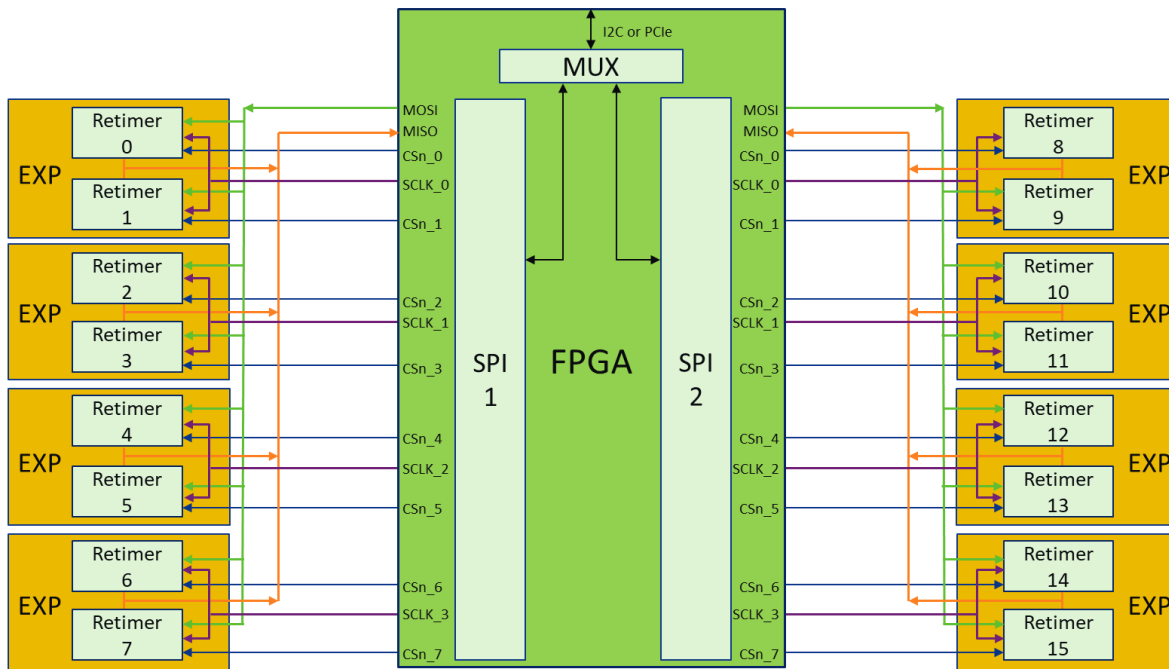 I2C or PCIe
MUX
MOSI
MISO
CSn_0
SCLK_0
CSn_1
CSn_2
SCLK_1
CSn_3
CSn_4
SCLK_2
CSn_5
CSn_6
SCLK_3
CSn_7
SPI
1
FPGA
SPI
2
MOSI
MISO
CSn_0
SCLK_0
CSn_1
CSn_2
SCLK_1
CSn_3
CSn_4
SCLK_2
CSn_5
CSn_6
SCLK_3
CSn_7
EXP
Retimer
0
Retimer
1
EXP
Retimer
2
Retimer
3
EXP
Retimer
4
Retimer
5
EXP
Retimer
6
Retimer
7
Retimer
8
Retimer
9
EXP
Retimer
10
Retimer
11
EXP
Retimer
12
Retimer
13
EXP
Retimer
14
Retimer
15
EXP